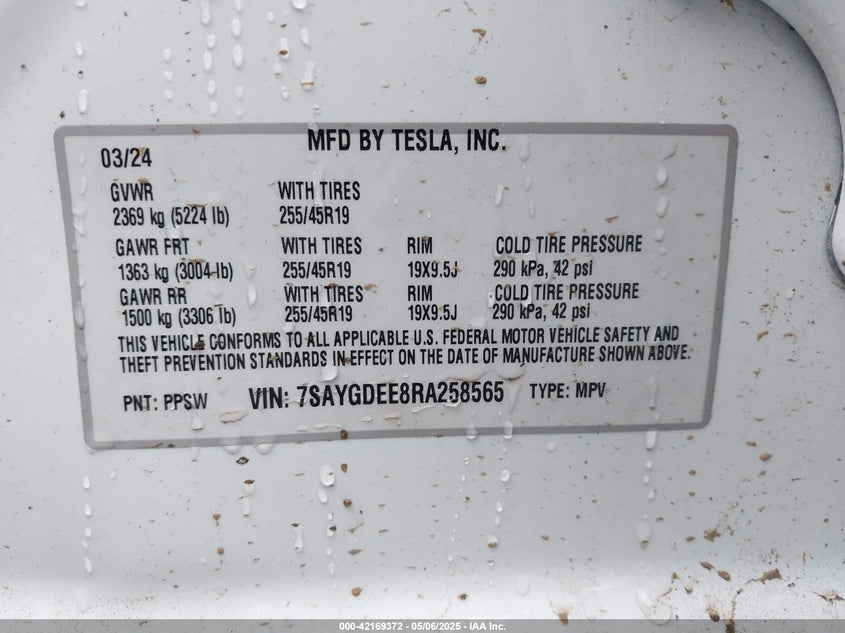 MFD BY TESLA, INC.
03/24
GVWR WITH TIRES
2369 kg (5224 lb) 255/45R19
GAWR FRT WITH TIRES RIM COLD TIRE PRESSURE
1363 kg (3004-lb) 255/45R19 19X9.5J 290 kPa, 42 psi
GAWR RR WITH TIRES RIM COLD TIRE PRESSURE
1500 kg (3306 lb) 255/45R19 19X9.5J 290 kPa, 42 psi
THIS VEHICLE CONFORMS TO ALL APPLICABLE U.S. FEDERAL MOTOR VEHICLE SAFETY AND
THEFT PREVENTION STANDARDS IN EFFECT ON THE DATE OF MANUFACTURE SHOWN ABOVE.
PNT: PPSW VIN: 7SAYGDEE8RA258565 TYPE: MPV
000-42169372 - 05/06/2025 - IAA Inc.